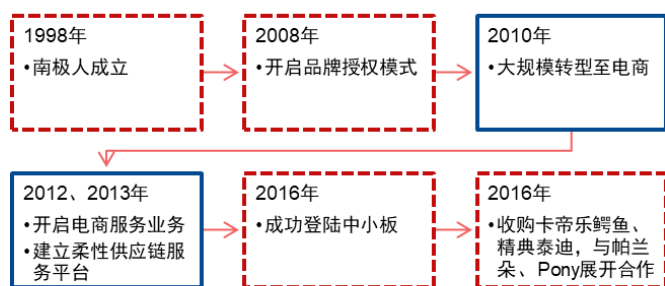 1998年
•南极人成立
2008年
•开启品牌授权模式
2010年
•大规模转型至电商
2012、2013年
•开启电商服务业务
•建立柔性供应链服
务平台
2016年
•成功登陆中小板
2016年
•收购卡帝乐鳄鱼、
精典泰迪，与帕兰
朵、Pony展开合作